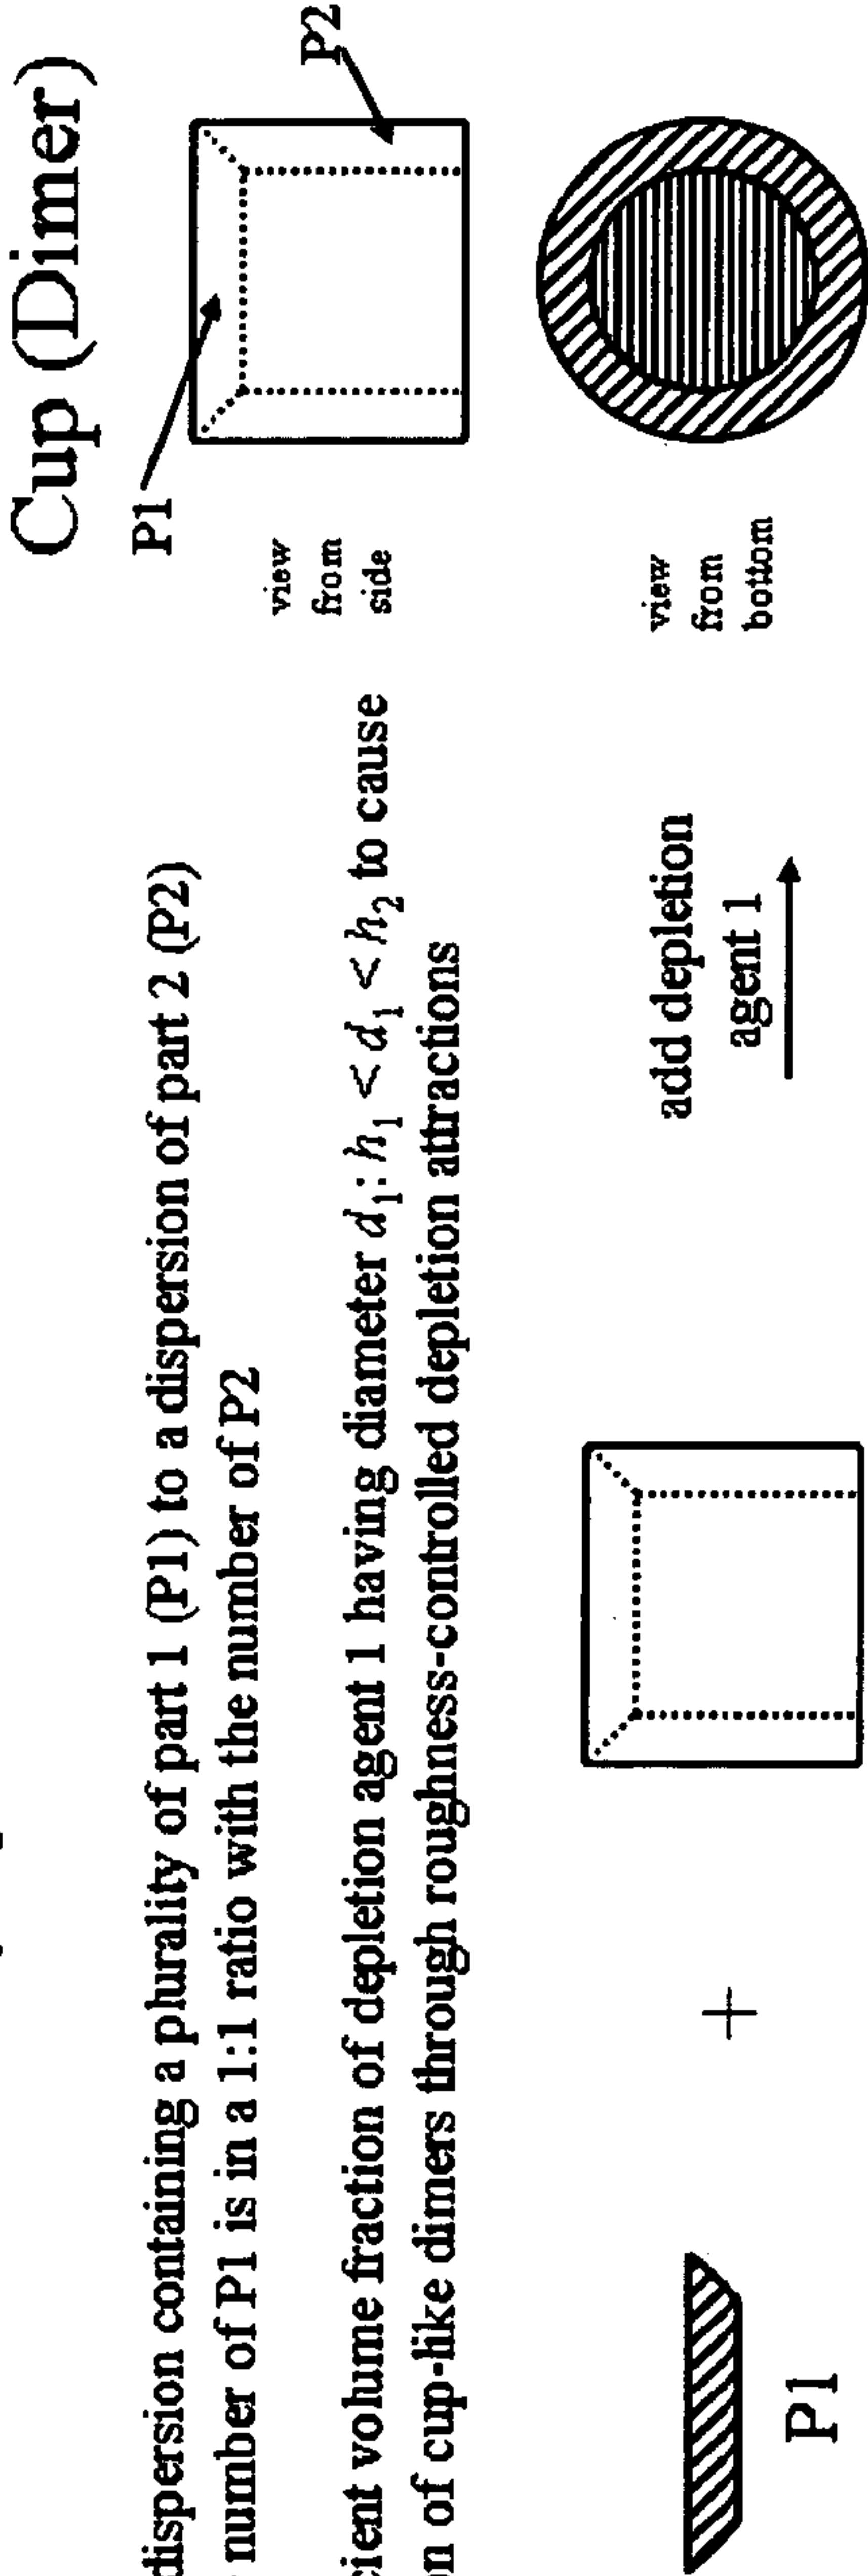 Cup (Dimer)
dispersion containing a plurality of part 1 (P1) to a dispersion of part 2 (P2)
number of P1 is in a 1:1 ratio with the number of P2
volume fraction of depletion agent 1 having diameter d₁: h₁ < d₁ < h₂ to cause
of cup-like dimers through roughness-controlled depletion attractions
P1
+
add depletion
agent 1
P1
P2
view
from
side
view
from
bottom